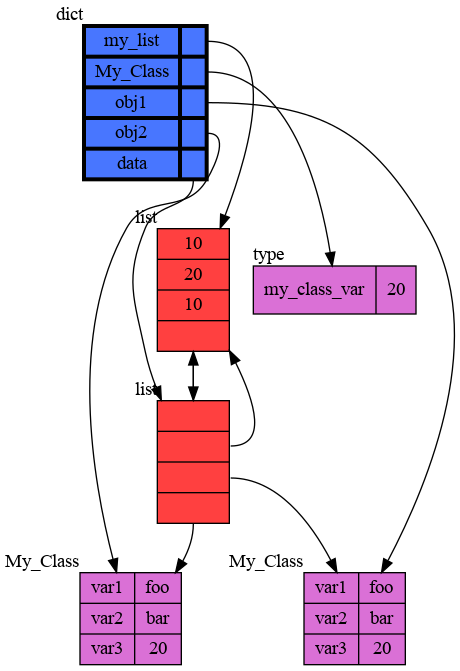 dict
my_list
My_Class
obj1
obj2
data
list
10
20
10
type
my_class_var 20
list
My_Class
var1 foo
var2 bar
var3 20
My_Class
var1 foo
var2 bar
var3 20